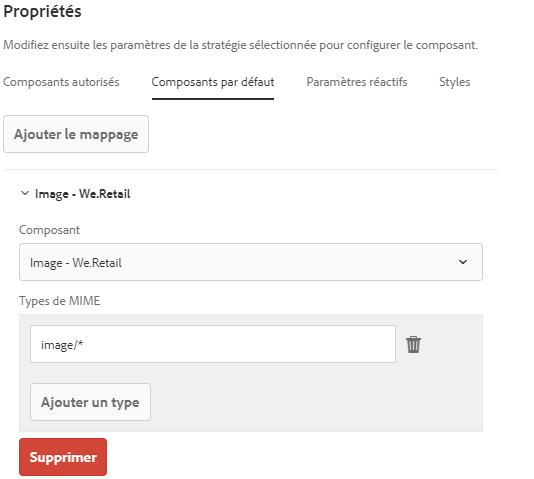 Propriétés
Modifiez ensuite les paramètres de la stratégie sélectionnée pour configurer le composant.
Composants autorisés Composants par défaut Paramètres réactifs Styles
Ajouter le mappage
Image - We.Retail
Composant
Image - We.Retail
Types de MIME
image/*
Ajouter un type
Supprimer